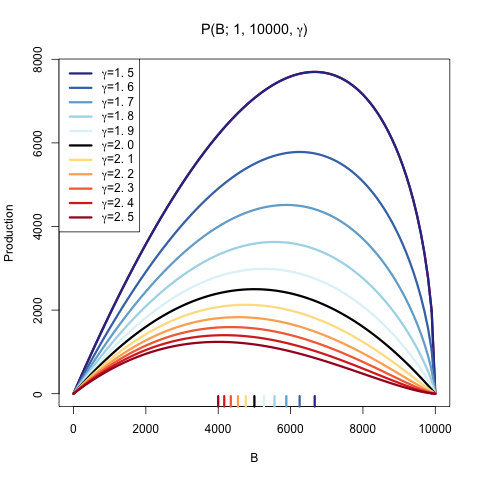 P(B; 1, 10000, γ)
8000
6000
4000
2000
0
Production
γ=1. 5
γ=1. 6
γ=1. 7
γ=1. 8
γ=1. 9
γ=2. 0
γ=2. 1
γ=2. 2
γ=2. 3
γ=2. 4
γ=2. 5
0 2000 4000 6000 8000 10000
B